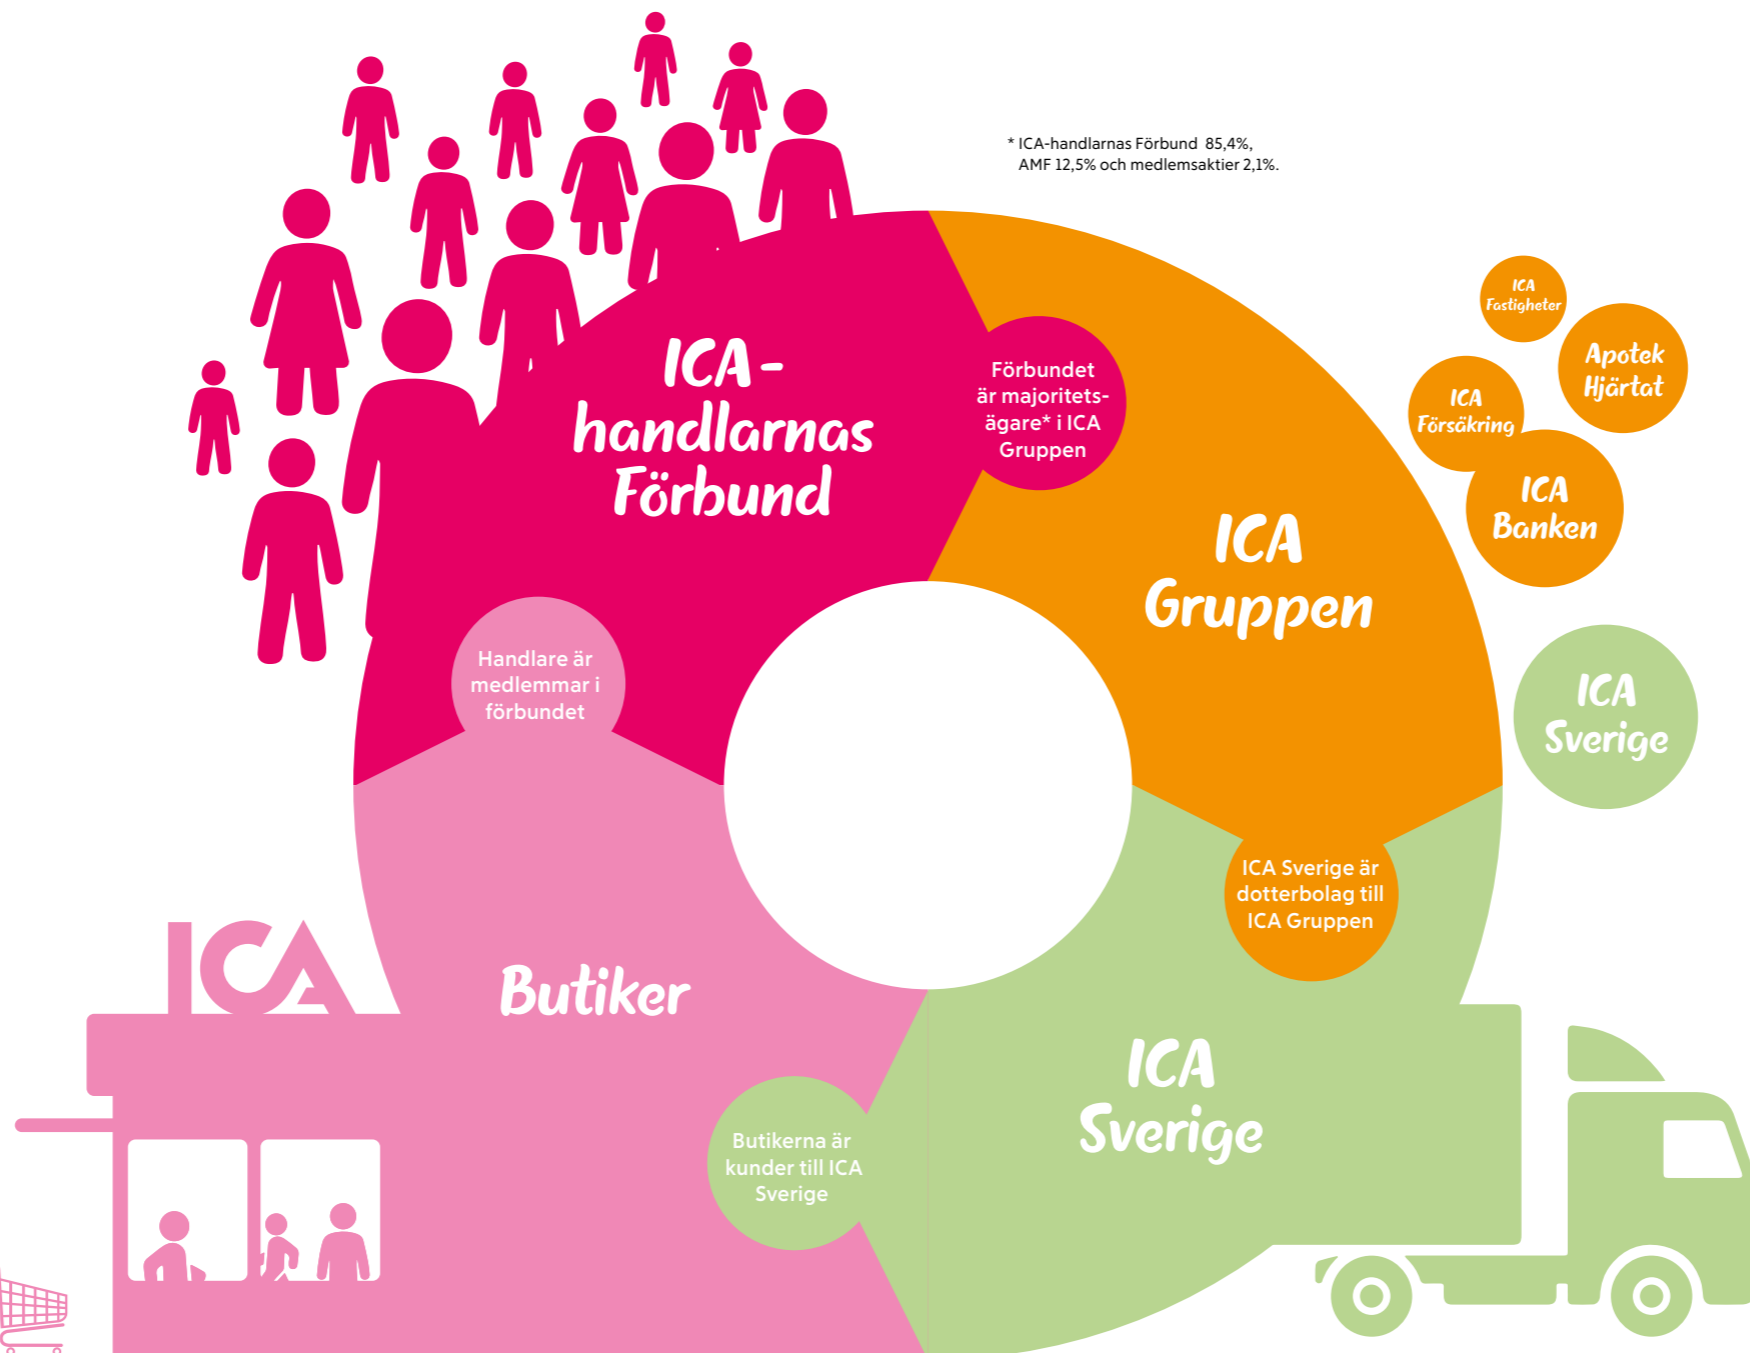 * ICA-handlarnas Förbund 85,4%,
AMF 12,5% och medlemsaktier 2,1%.
ICA-
handlarnas
Förbund
Förbundet
är majoritets-
ägare* i ICA
Gruppen
ICA
Gruppen
ICA
Fastigheter
Apotek
Hjärtat
ICA
Försäkring
ICA
Banken
ICA
Sverige
Handlare är
medlemmar i
förbundet
ICA Sverige är
dotterbolag till
ICA Gruppen
ICA
Butiker
ICA
Sverige
Butikerna är
kunder till ICA
Sverige